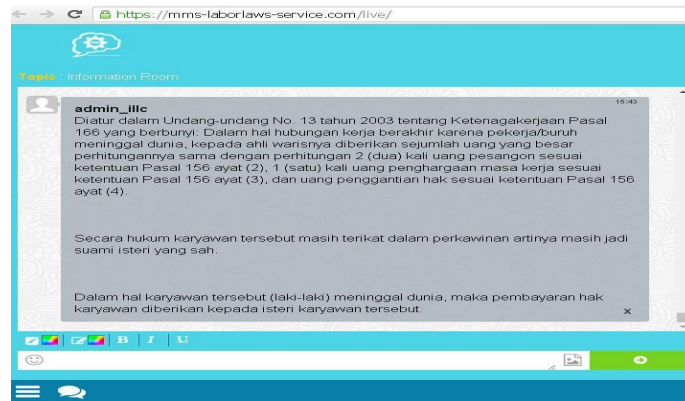 https://mms-laborlaws-service.com/live/
Topic : Information Room
admin_illc
15:43
Diatur dalam Undang-undang No. 13 tahun 2003 tentang Ketenagakerjaan Pasal
166 yang berbunyi: Dalam hal hubungan kerja berakhir karena pekerja/buruh
meninggal dunia, kepada ahli warisnya diberikan sejumlah uang yang besar
perhitungannya sama dengan perhitungan 2 (dua) kali uang pesangon sesuai
ketentuan Pasal 156 ayat (2), 1 (satu) kali uang penghargaan masa kerja sesuai
ketentuan Pasal 156 ayat (3), dan uang penggantian hak sesuai ketentuan Pasal 156
ayat (4).
Secara hukum karyawan tersebut masih terikat dalam perkawinan artinya masih jadi
suami isteri yang sah.
Dalam hal karyawan tersebut (laki-laki) meninggal dunia, maka pembayaran hak
karyawan diberikan kepada isteri karyawan tersebut.
x
B I U